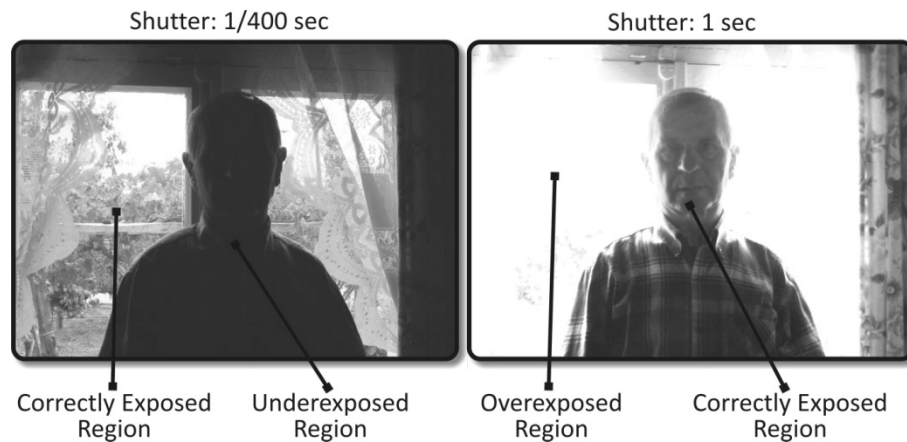 Shutter: 1/400 sec
Shutter: 1 sec
Correctly Exposed
Region
Underexposed
Region
Overexposed
Region
Correctly Exposed
Region